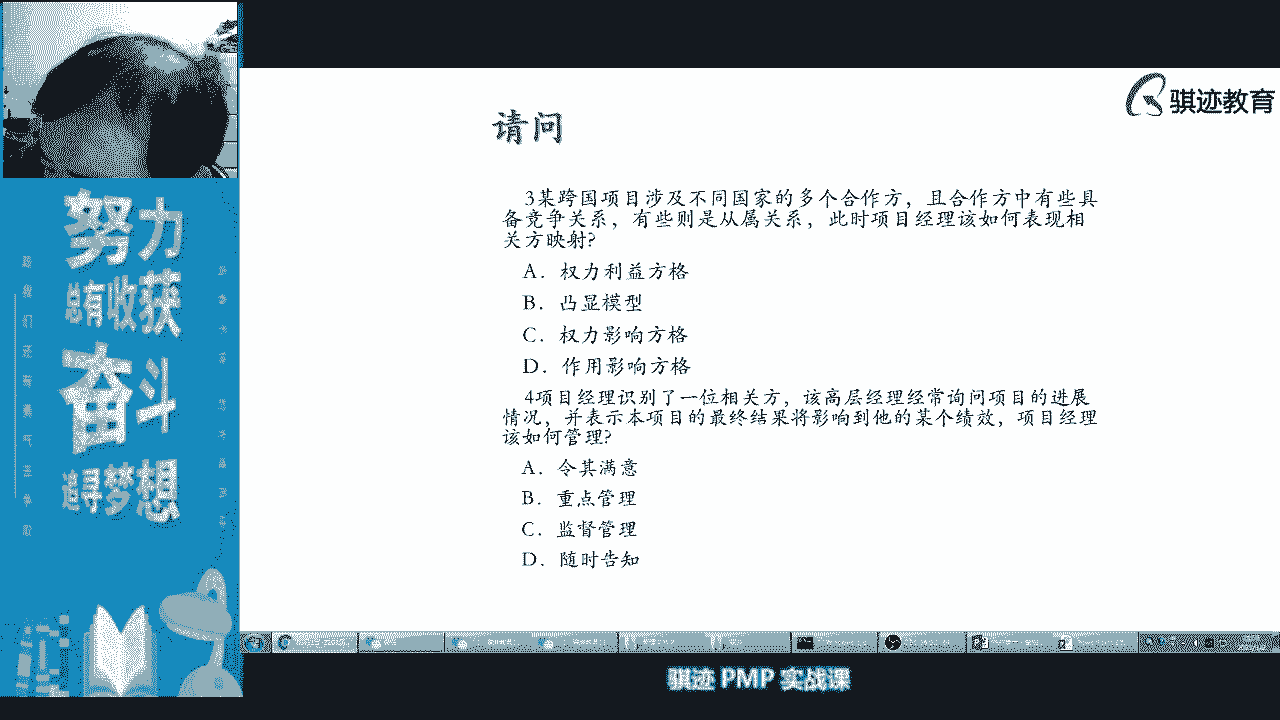 骐迹教育
请问
3某跨国项目涉及不同国家的多个合作方，且合作方中有些具
备竞争关系，有些则是从属关系，此时项目经理该如何表现相
关方映射?
A. 权力利益方格
B. 凸显模型
C. 权力影响方格
D. 作用影响方格
4项目经理识别了一位相关方，该高层经理经常询问项目的进展
情况，并表示本项目的最终结果将影响到他的某个绩效，项目经理
该如何管理?
A. 令其满意
B. 重点管理
C. 监督管理
D. 随时告知
努力
总有收获
奋斗
追寻梦想
骐迹 PMP 实战课